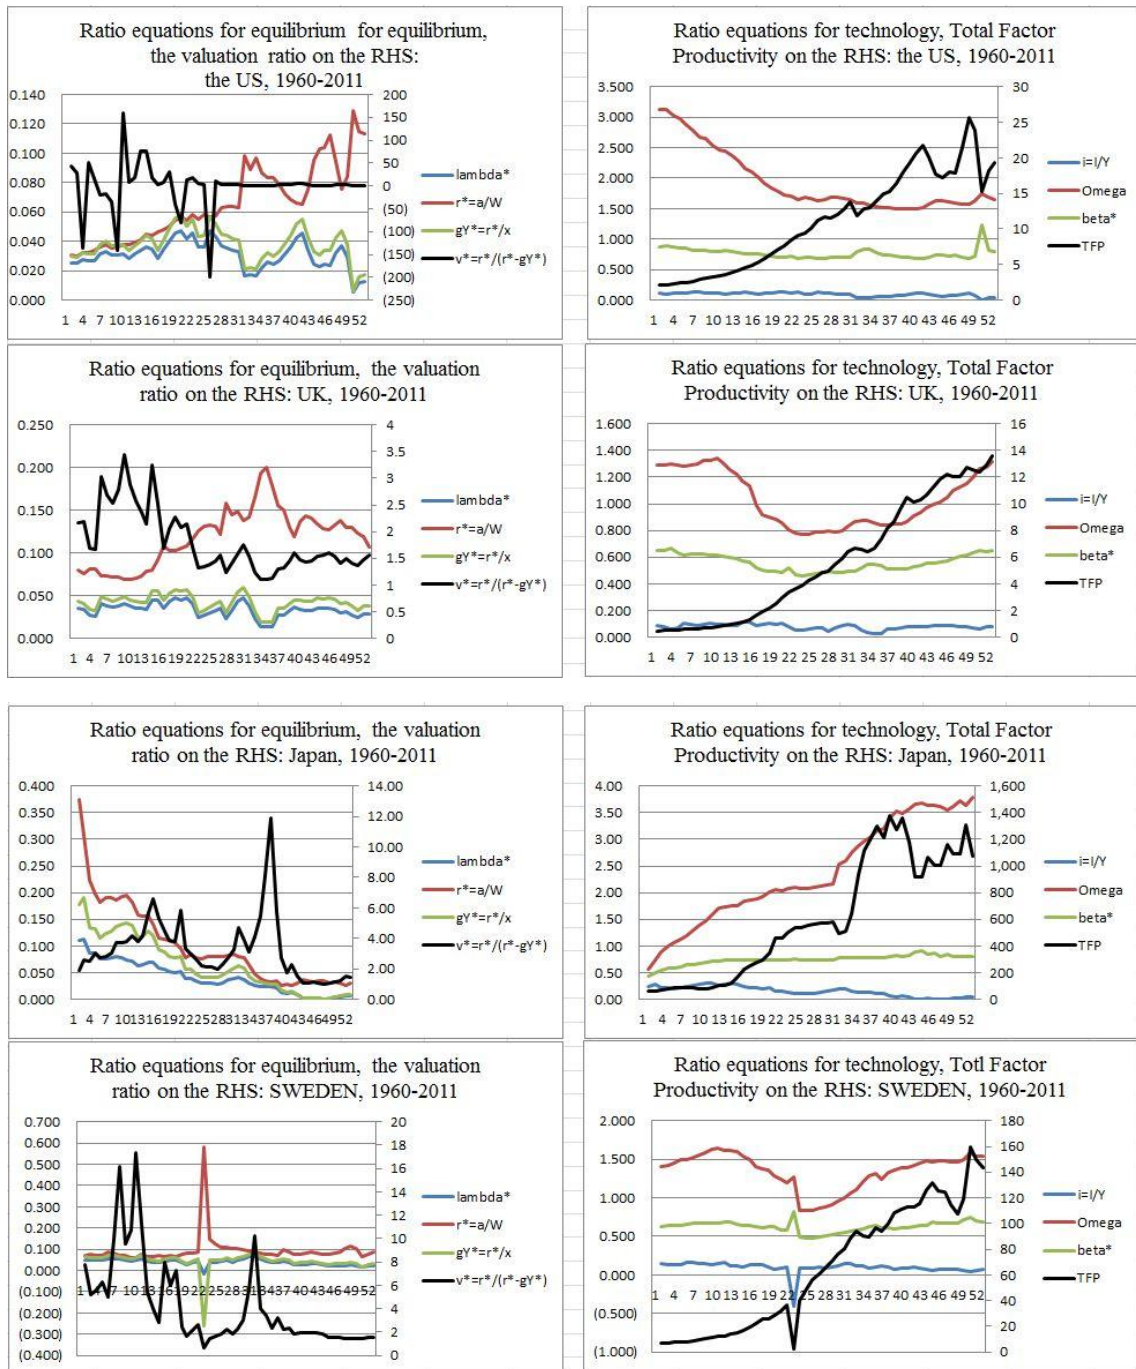 Ratio equations for equilibrium for equilibrium,
the valuation ratio on the RHS:
the US, 1960-2011
0.140
0.120
0.100
0.080
0.060
0.040
0.020
0.000
200
150
100
50
0
(50)
(100)
(150)
(200)
(250)
1 4 7 10 13 16 19 22 25 28 31 34 37 40 43 46 49 52
lambda*
r*=a/W
gY*=r*/x
v*=r*/(r*-gY*)
Ratio equations for technology, Total Factor
Productivity on the RHS: the US, 1960-2011
3.500
3.000
2.500
2.000
1.500
1.000
0.500
0.000
30
25
20
15
10
5
0
1 4 7 10 13 16 19 22 25 28 31 34 37 40 43 46 49 52
i=I/Y
Omega
beta*
TFP
Ratio equations for equilibrium, the valuation
ratio on the RHS: UK, 1960-2011
0.250
0.200
0.150
0.100
0.050
0.000
4
3.5
3
2.5
2
1.5
1
0.5
0
1 4 7 10 13 16 19 22 25 28 31 34 37 40 43 46 49 52
lambda*
r*=a/W
gY*=r*/x
v*=r*/(r*-gY*)
Ratio equations for technology, Total Factor
Productivity on the RHS: UK, 1960-2011
1.600
1.400
1.200
1.000
0.800
0.600
0.400
0.200
0.000
16
14
12
10
8
6
4
2
0
1 4 7 10 13 16 19 22 25 28 31 34 37 40 43 46 49 52
i=I/Y
Omega
beta*
TFP
Ratio equations for equilibrium, the valuation
ratio on the RHS: Japan, 1960-2011
0.400
0.350
0.300
0.250
0.200
0.150
0.100
0.050
0.000
14.00
12.00
10.00
8.00
6.00
4.00
2.00
0.00
1 4 7 10 13 16 19 22 25 28 31 34 37 40 43 46 49 52
lambda*
r*=a/W
gY*=r*/x
v*=r*/(r*-gY*)
Ratio equations for technology, Total Factor
Productivity on the RHS: Japan, 1960-2011
4.00
3.50
3.00
2.50
2.00
1.50
1.00
0.50
0.00
1,600
1,400
1,200
1,000
800
600
400
200
0
1 4 7 10 13 16 19 22 25 28 31 34 37 40 43 46 49 52
i=I/Y
Omega
beta*
TFP
Ratio equations for equilibrium, the valuation
ratio on the RHS: SWEDEN, 1960-2011
0.700
0.600
0.500
0.400
0.300
0.200
0.100
0.000
(0.100)
(0.200)
(0.300)
(0.400)
20
18
16
14
12
10
8
6
4
2
0
1 4 7 10 13 16 19 22 25 28 31 34 37 40 43 46 49 52
lambda*
r*=a/W
gY*=r*/x
v*=r*/(r*-gY*)
Ratio equations for technology, Totl Factor
Productivity on the RHS: SWEDEN, 1960-2011
2.000
1.500
1.000
0.500
0.000
(0.500)
(1.000)
180
160
140
120
100
80
60
40
20
0
1 4 7 10 13 16 19 22 25 28 31 34 37 40 43 46 49 52
i=I/Y
Omega
beta*
TFP